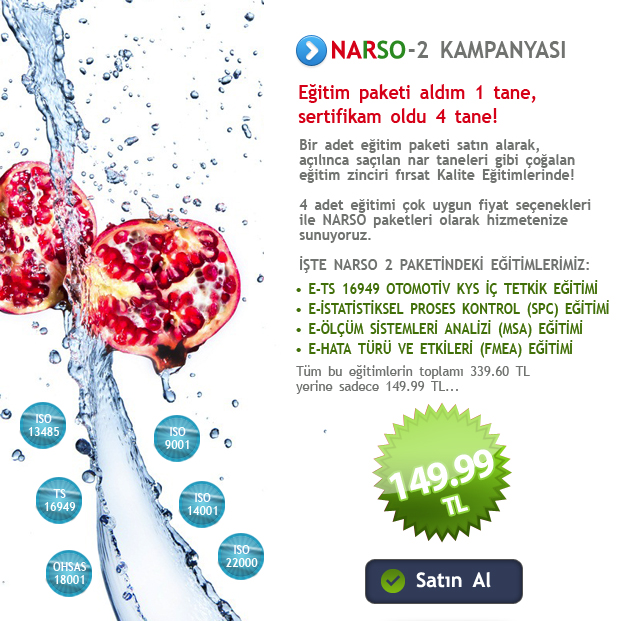 NARSO-2 KAMPANYASI
Eğitim paketi aldım 1 tane,
sertifikam oldu 4 tane!
Bir adet eğitim paketi satın alarak,
açılınca saçılan nar taneleri gibi çoğalan
eğitim zinciri fırsat Kalite Eğitimlerinde!
4 adet eğitimi çok uygun fiyat seçenekleri
ile NARSO paketleri olarak hizmetenize
sunuyoruz.
İŞTE NARSO 2 PAKETİNDEKİ EĞİTİMLERİMİZ:
• E-TS 16949 OTOMOTİV KYS İÇ TETKİK EĞİTİMİ
• E-İSTATİSTİKSEL PROSES KONTROL (SPC) EĞİTİMİ
• E-ÖLÇÜM SİSTEMLERİ ANALİZİ (MSA) EĞİTİMİ
• E-HATA TÜRÜ VE ETKİLERİ (FMEA) EĞİTİMİ
Tüm bu eğitimlerin toplamı 339.60 TL
yerine sadece 149.99 TL...
ISO
13485
ISO
9001
TS
16949
ISO
14001
OHSAS
18001
ISO
22000
149.99
TL
Satın Al